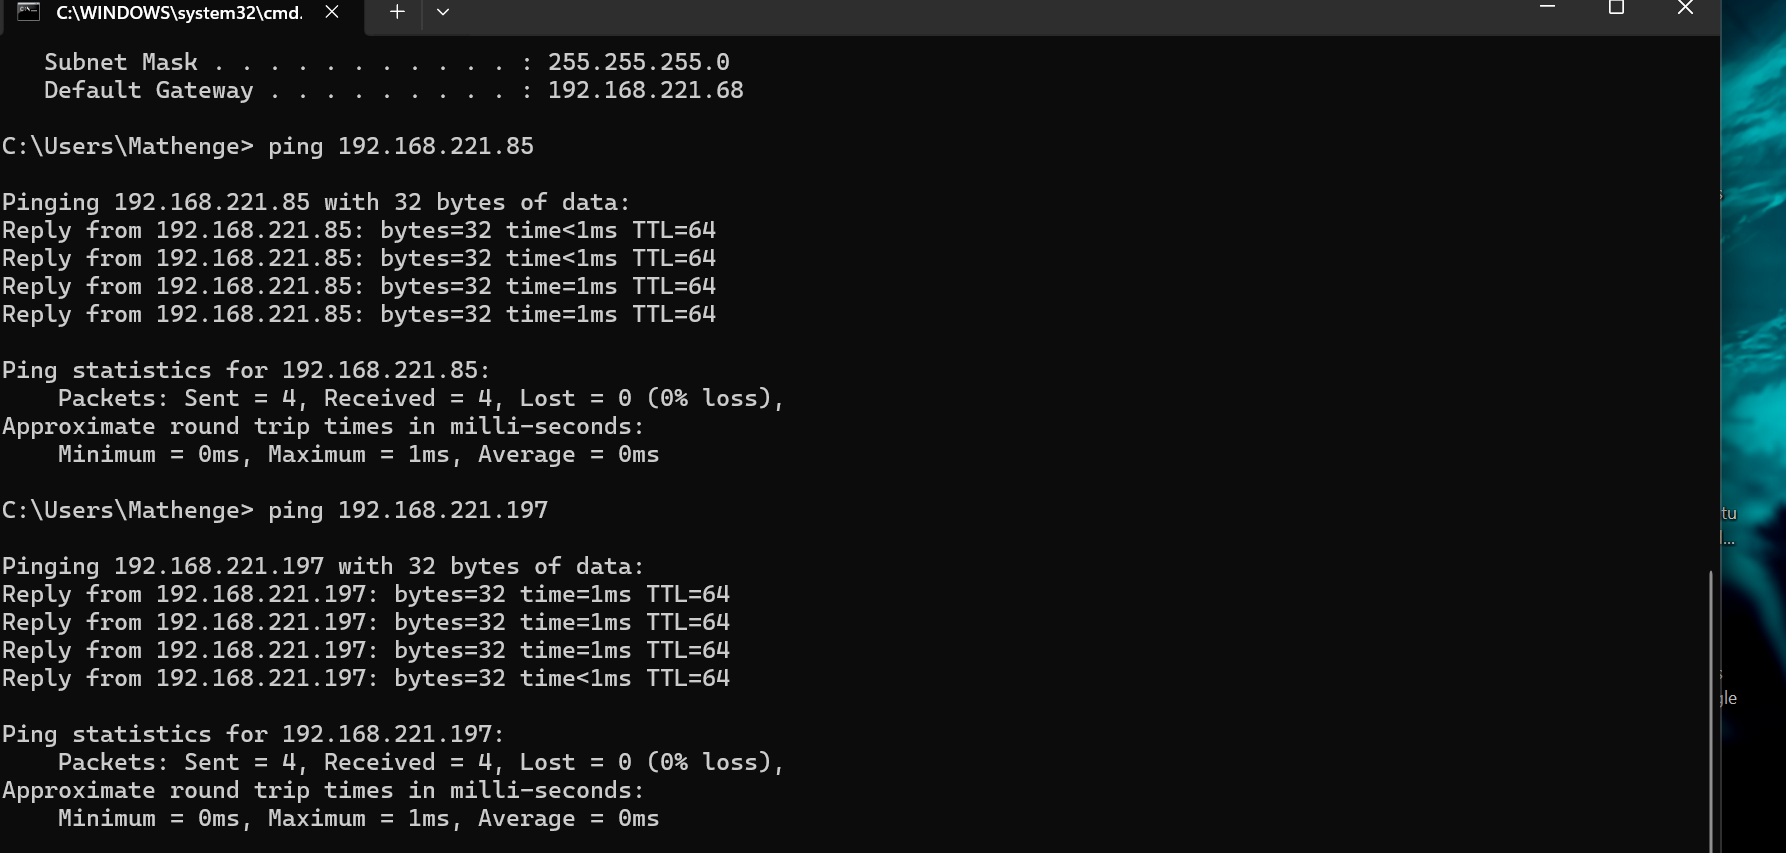 C:\WINDOWS\system32\cmd.
Subnet Mask . . . . . . . . . . . : 255.255.255.0
Default Gateway . . . . . . . . . : 192.168.221.68
C:\Users\Mathenge> ping 192.168.221.85
Pinging 192.168.221.85 with 32 bytes of data:
Reply from 192.168.221.85: bytes=32 time<1ms TTL=64
Reply from 192.168.221.85: bytes=32 time<1ms TTL=64
Reply from 192.168.221.85: bytes=32 time=1ms TTL=64
Reply from 192.168.221.85: bytes=32 time=1ms TTL=64
Ping statistics for 192.168.221.85:
Packets: Sent = 4, Received = 4, Lost = 0 (0% loss),
Approximate round trip times in milli-seconds:
Minimum = 0ms, Maximum = 1ms, Average = 0ms
C:\Users\Mathenge> ping 192.168.221.197
Pinging 192.168.221.197 with 32 bytes of data:
Reply from 192.168.221.197: bytes=32 time=1ms TTL=64
Reply from 192.168.221.197: bytes=32 time=1ms TTL=64
Reply from 192.168.221.197: bytes=32 time=1ms TTL=64
Reply from 192.168.221.197: bytes=32 time<1ms TTL=64
Ping statistics for 192.168.221.197:
Packets: Sent = 4, Received = 4, Lost = 0 (0% loss),
Approximate round trip times in milli-seconds:
Minimum = 0ms, Maximum = 1ms, Average = 0ms